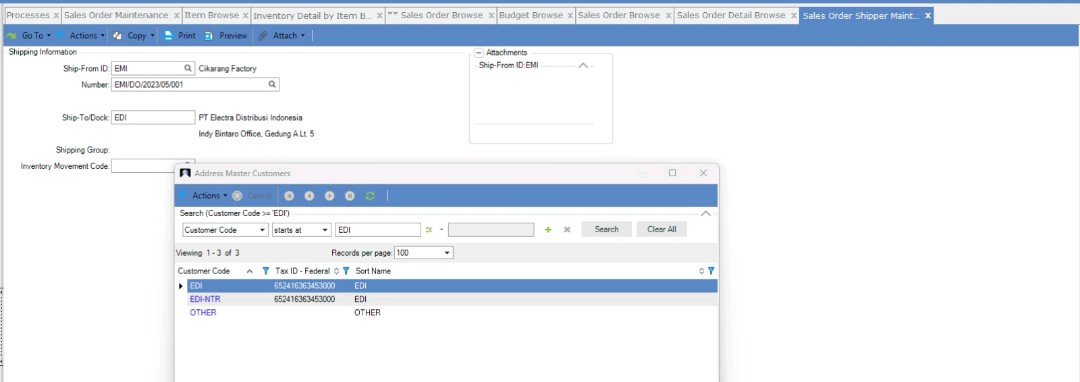 Processes x Sales Order Maintenance x Item Browse x Inventory Detail by Item B... x ** Sales Order Browse x Budget Browse x Sales Order Browse x Sales Order Detail Browse x Sales Order Shipper Maint... x
Go To Actions Copy Print Preview Attach
Shipping Information
Attachments
Ship-From ID: EMI Cikarang Factory
Ship-From ID:EMI
Number: EMI/DO/2023/05/001
Ship-To/Dock: EDI PT Electra Distribusi Indonesia
Indy Bintaro Office, Gedung A Lt. 5
Shipping Group:
Inventory Movement Code:
Address Master Customers
Actions Cancel
Search (Customer Code >= 'EDI')
Customer Code starts at EDI Search Clear All
Viewing 1 - 3 of 3 Records per page: 100
Customer Code Tax ID - Federal Sort Name
EDI 652416363453000 EDI
EDI-NTR 652416363453000 EDI
OTHER OTHER